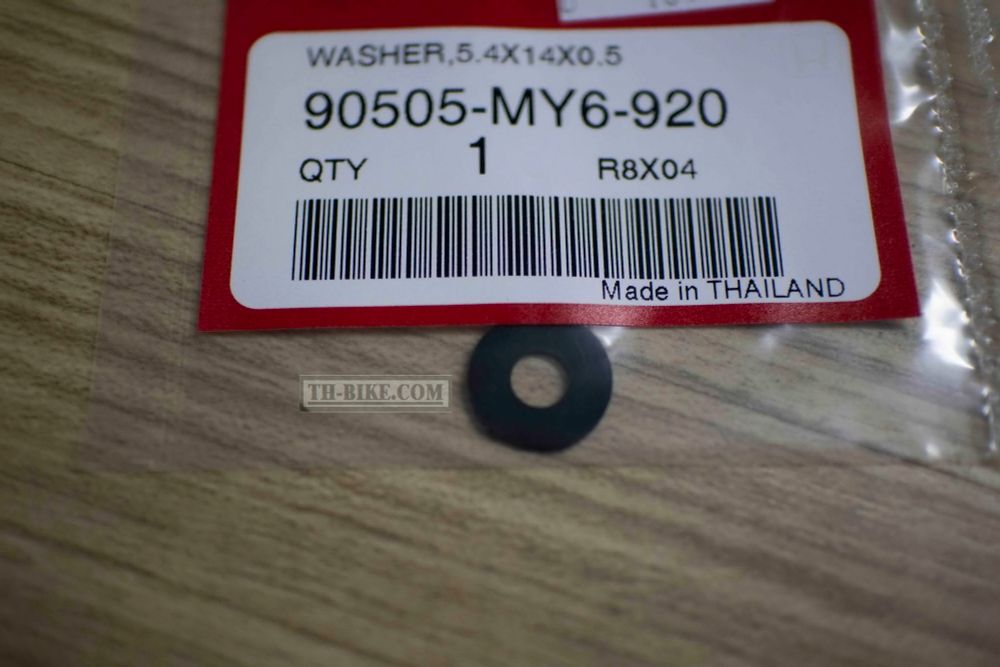 WASHER,5.4X14X0.5
90505-MY6-920
QTY 1 R8X04
Made in THAILAND
TH-BIKE.COM